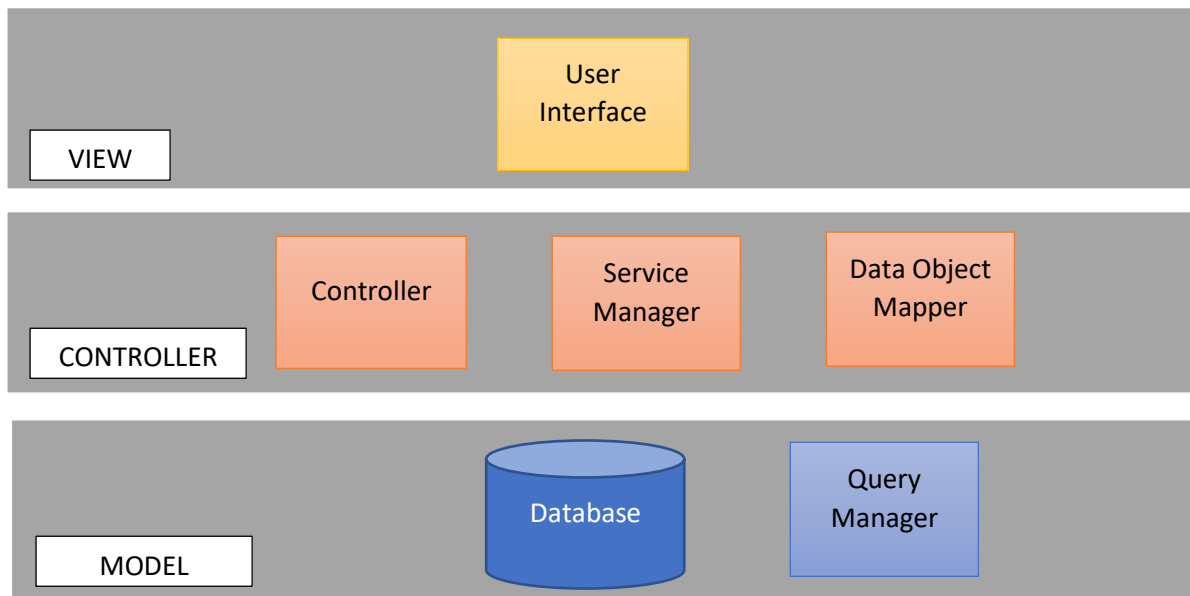 User
Interface
VIEW
Controller
Service
Manager
Data Object
Mapper
CONTROLLER
Database
Query
Manager
MODEL